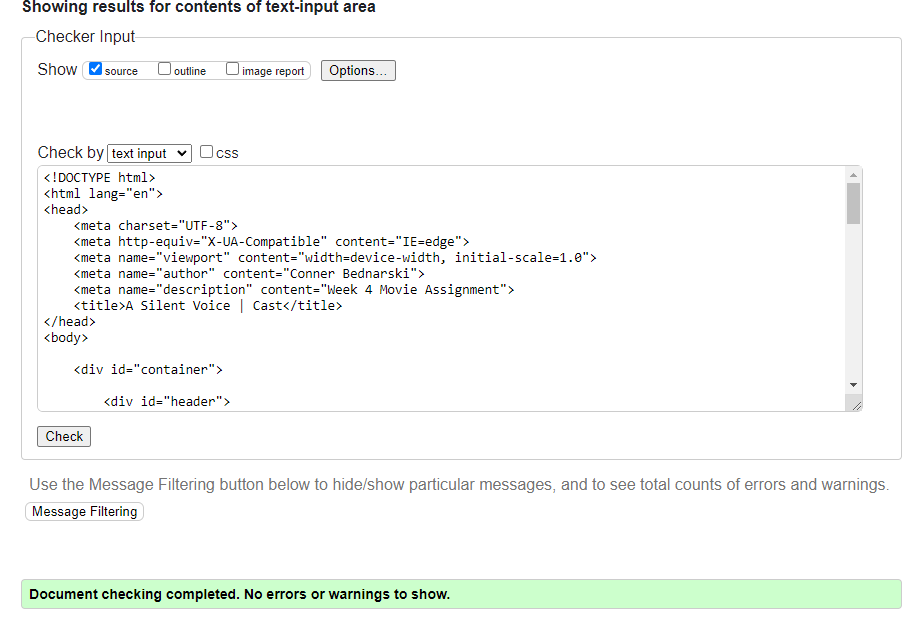 Showing results for contents of text-input area
Checker Input
Show source outline image report Options...
Check by text input css
<!DOCTYPE html>
<html lang="en">
<head>
    <meta charset="UTF-8">
    <meta http-equiv="X-UA-Compatible" content="IE=edge">
    <meta name="viewport" content="width=device-width, initial-scale=1.0">
    <meta name="author" content="Conner Bednarski">
    <meta name="description" content="Week 4 Movie Assignment">
    <title>A Silent Voice | Cast</title>
</head>
<body>
    <div id="container">
        <div id="header">
Check
Use the Message Filtering button below to hide/show particular messages, and to see total counts of errors and warnings.
Message Filtering
Document checking completed. No errors or warnings to show.